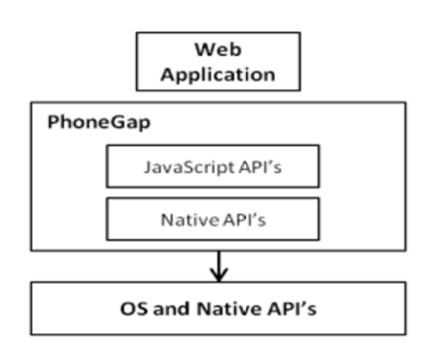 Web
Application
PhoneGap
JavaScript API's
Native API's
OS and Native API's